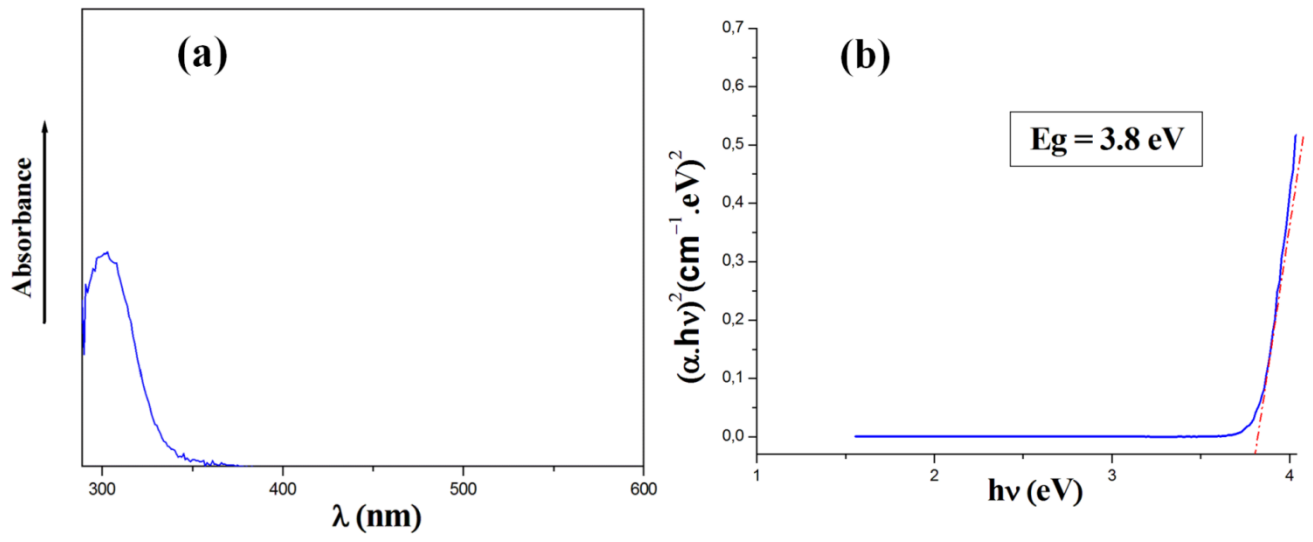 (a)
Absorbance
300
400
500
600
λ (nm)
(b)
Eg = 3.8 eV
(α.hν)²(cm⁻¹.eV)²
0,7
0,6
0,5
0,4
0,3
0,2
0,1
0,0
1
2
3
4
hν (eV)